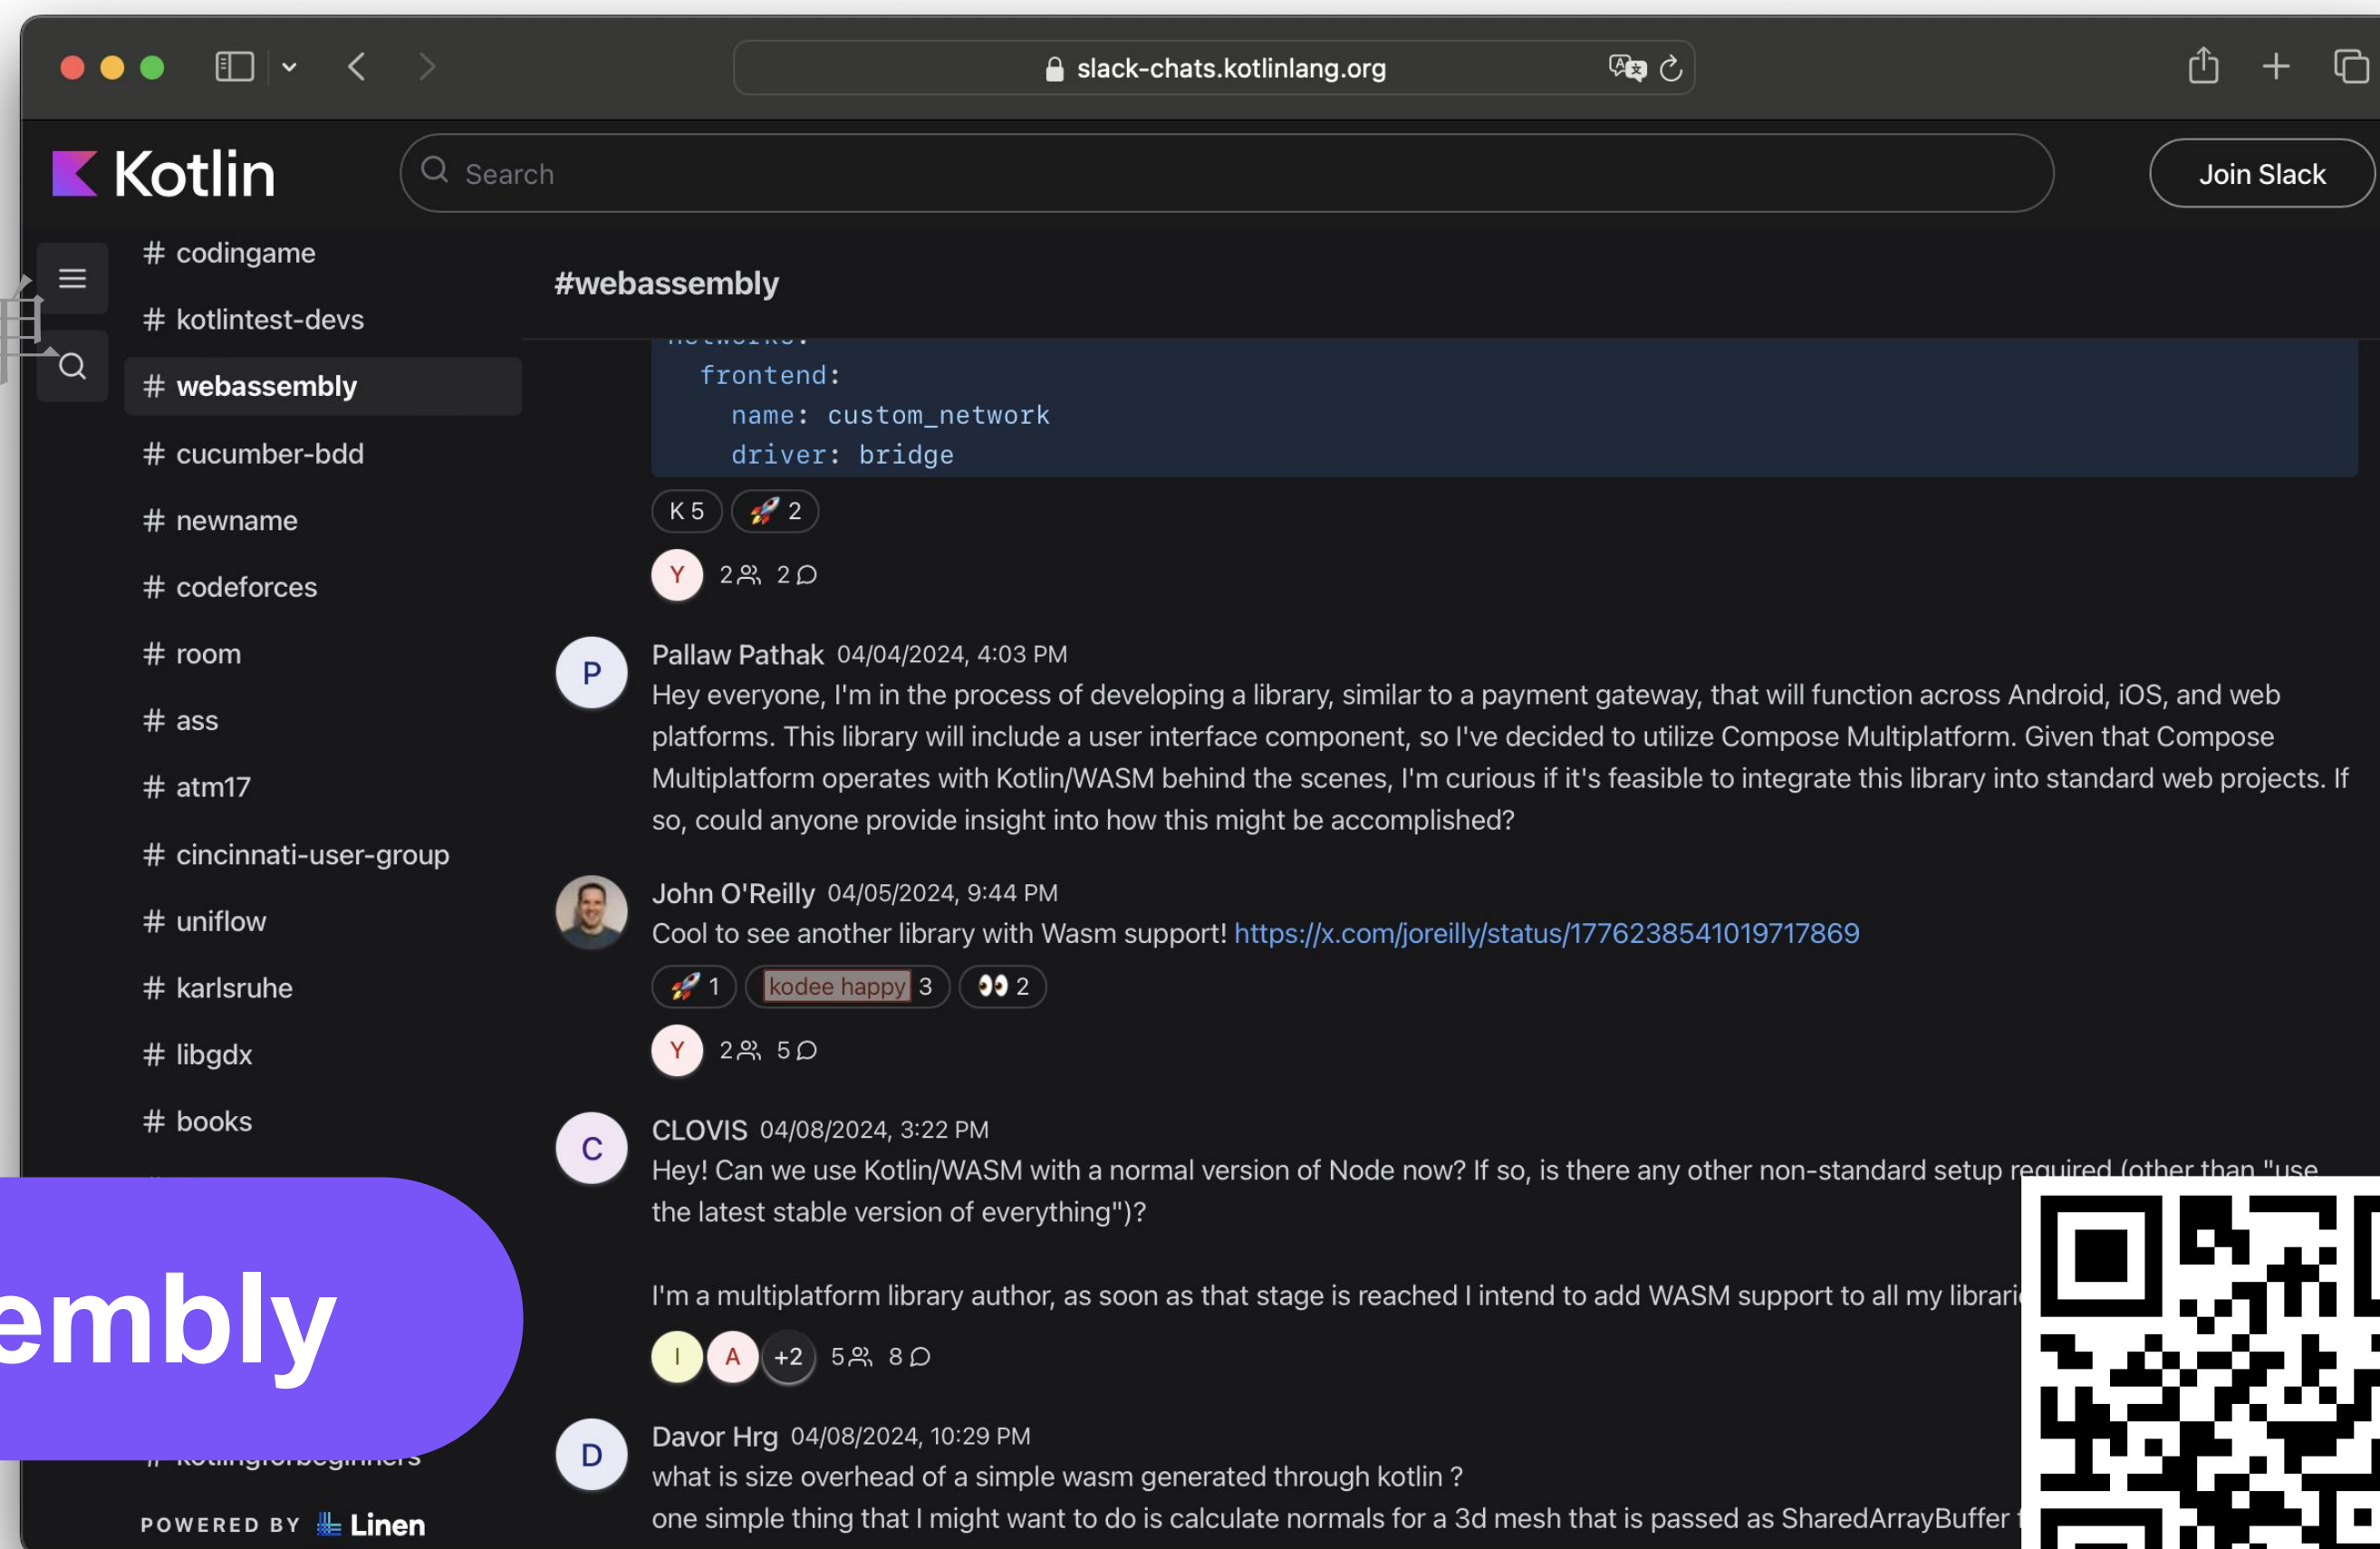 slack-chats.kotlinlang.org
Kotlin
Search
Join Slack
# codingame
# kotlintest-devs
# webassembly
# cucumber-bdd
# newname
# codeforces
# room
# ass
# atm17
# cincinnati-user-group
# uniflow
# karlsruhe
# libgdx
# books
# kotlingforbeginners
POWERED BY Linen
embly
#webassembly
networks:
frontend:
name: custom_network
driver: bridge
K 5 🚀 2
Y 2 2
P
Pallaw Pathak 04/04/2024, 4:03 PM
Hey everyone, I'm in the process of developing a library, similar to a payment gateway, that will function across Android, iOS, and web
platforms. This library will include a user interface component, so I've decided to utilize Compose Multiplatform. Given that Compose
Multiplatform operates with Kotlin/WASM behind the scenes, I'm curious if it's feasible to integrate this library into standard web projects. If
so, could anyone provide insight into how this might be accomplished?
John O'Reilly 04/05/2024, 9:44 PM
Cool to see another library with Wasm support! https://x.com/joreilly/status/1776238541019717869
🚀 1 kodee happy 3 👀 2
Y 2 5
C
CLOVIS 04/08/2024, 3:22 PM
Hey! Can we use Kotlin/WASM with a normal version of Node now? If so, is there any other non-standard setup required (other than "use
the latest stable version of everything")?
I'm a multiplatform library author, as soon as that stage is reached I intend to add WASM support to all my librari
I A +2 5 8
D
Davor Hrg 04/08/2024, 10:29 PM
what is size overhead of a simple wasm generated through kotlin ?
one simple thing that I might want to do is calculate normals for a 3d mesh that is passed as SharedArrayBuffer